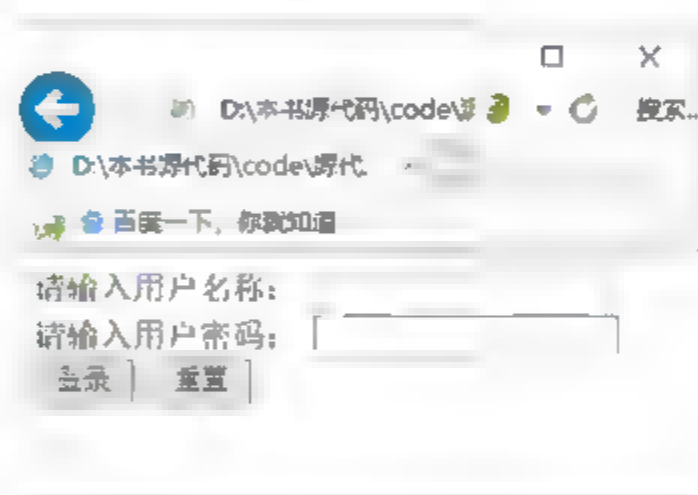 D:\本书源代码\code\源 搜索...
D:\本书源代码\code\源代
百度一下，你就知道
请输入用户名称：
请输入用户密码：
登录 重置